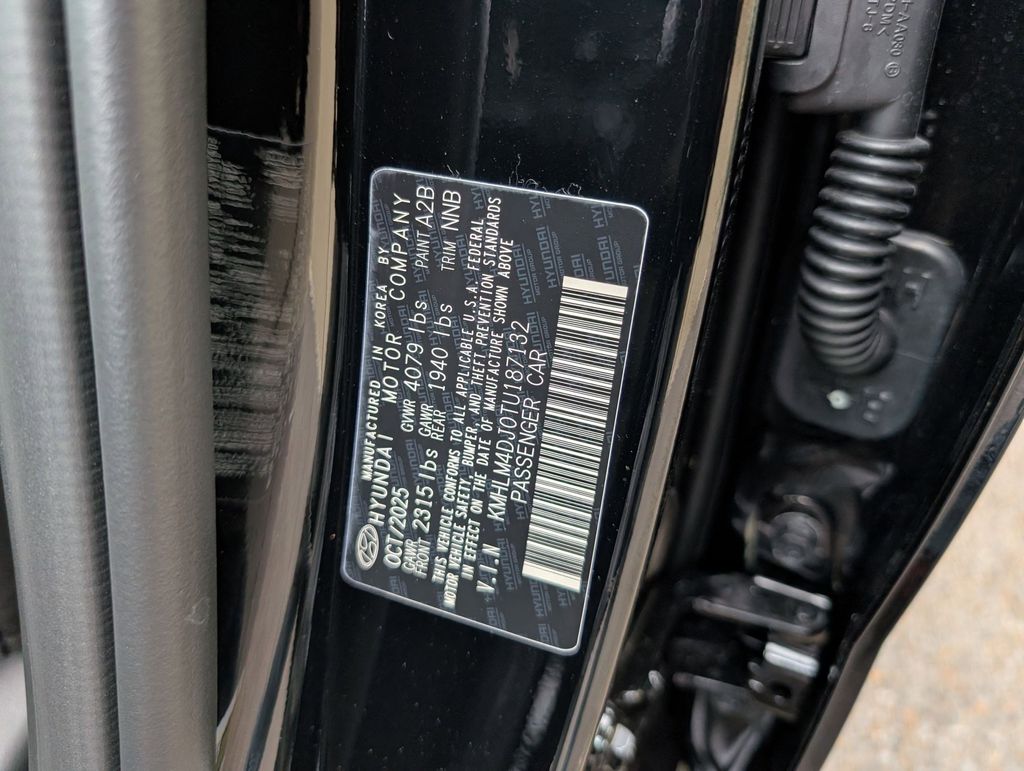 MANUFACTURED IN KOREA BY
HYUNDAI MOTOR COMPANY
OCT/2025 GVWR 4079 lbs PAINT A2B
GAWR FRONT 2315 lbs GAWR REAR 1940 lbs TRIM NNB
THIS VEHICLE CONFORMS TO ALL APPLICABLE U.S.A. FEDERAL
MOTOR VEHICLE SAFETY, BUMPER, AND THEFT PREVENTION STANDARDS
IN EFFECT ON THE DATE OF MANUFACTURE SHOWN ABOVE
V.I.N KMHLM4DJ0TU187132
PASSENGER CAR
HYUNDAI
MOTOR GROUP